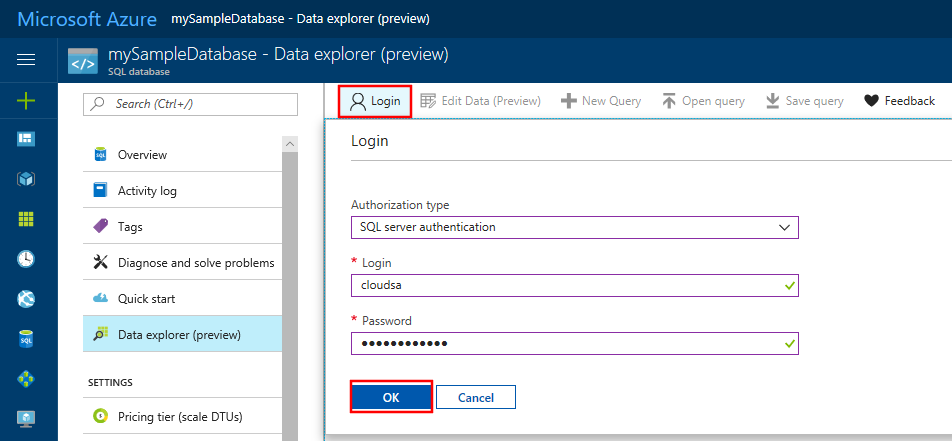 Microsoft Azure mySampleDatabase - Data explorer (preview)
mySampleDatabase - Data explorer (preview)
SQL database
Search (Ctrl+/)
Overview
Activity log
Tags
Diagnose and solve problems
Quick start
Data explorer (preview)
SETTINGS
Pricing tier (scale DTUs)
Login Edit Data (Preview) New Query Open query Save query Feedback
Login
Authorization type
SQL server authentication
* Login
cloudsa
* Password
●●●●●●●●●●●●
OK Cancel